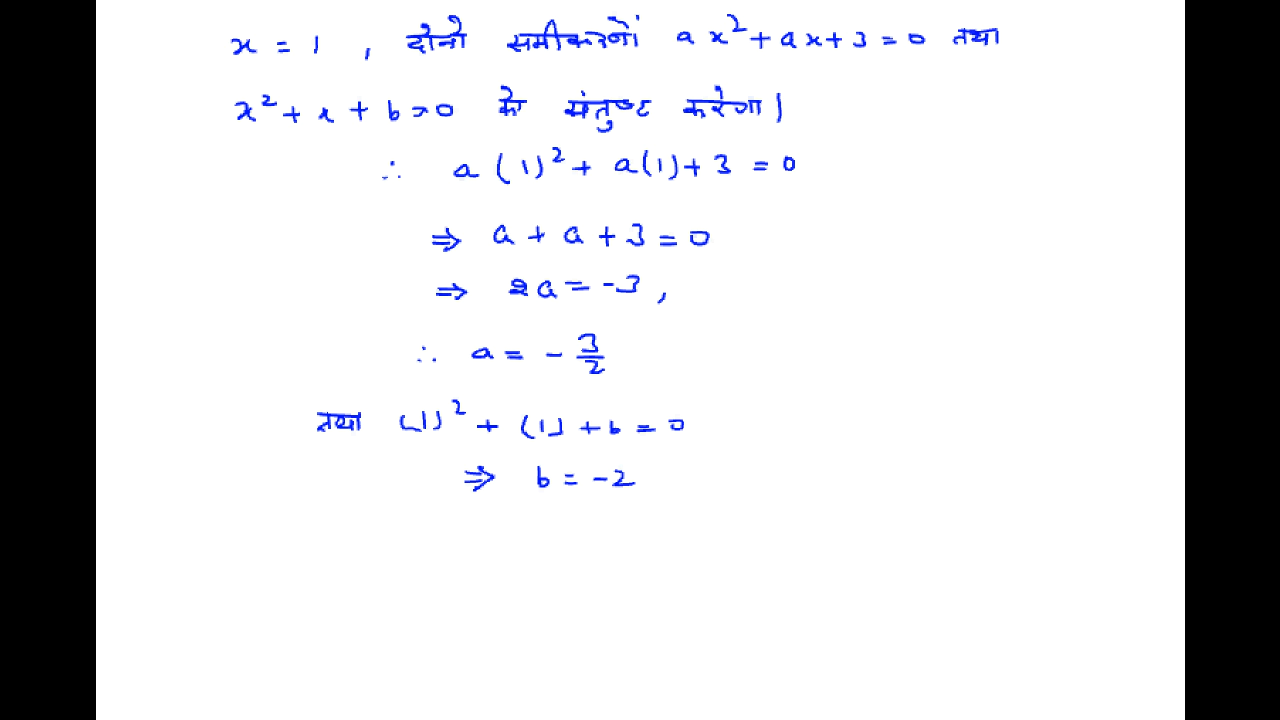 x = 1 , दोनो समीकरणों ax² + ax + 3 = 0 तथा
x² + x + b = 0 के संतुष्ट करेगा।
∴ a (1)² + a(1) + 3 = 0
⇒ a + a + 3 = 0
⇒ 2a = -3 ,
∴ a = - 3/2
तथा (1)² + (1) + b = 0
⇒ b = -2